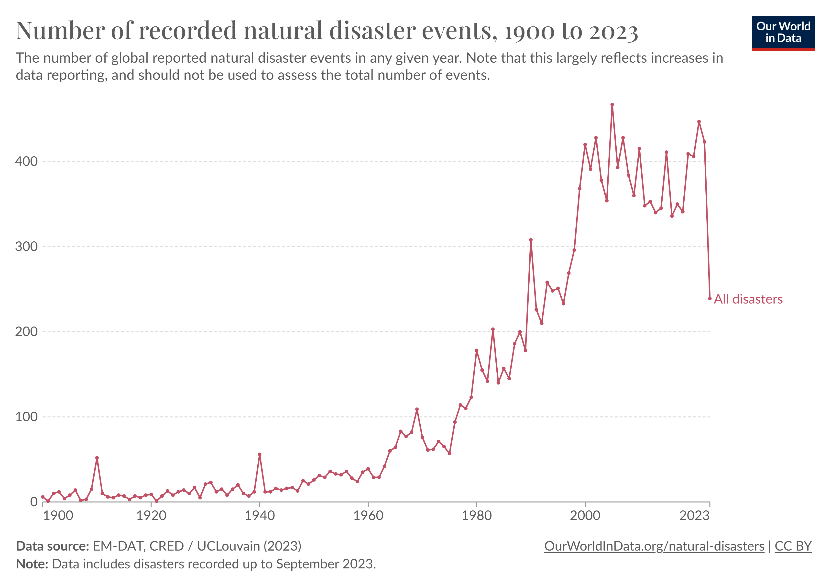 Number of recorded natural disaster events, 1900 to 2023
Our World
in Data
The number of global reported natural disaster events in any given year. Note that this largely reflects increases in
data reporting, and should not be used to assess the total number of events.
400
300
All disasters
200
100
0
1900 1920 1940 1960 1980 2000 2023
Data source: EM-DAT, CRED / UCLouvain (2023)
OurWorldInData.org/natural-disasters | CC BY
Note: Data includes disasters recorded up to September 2023.